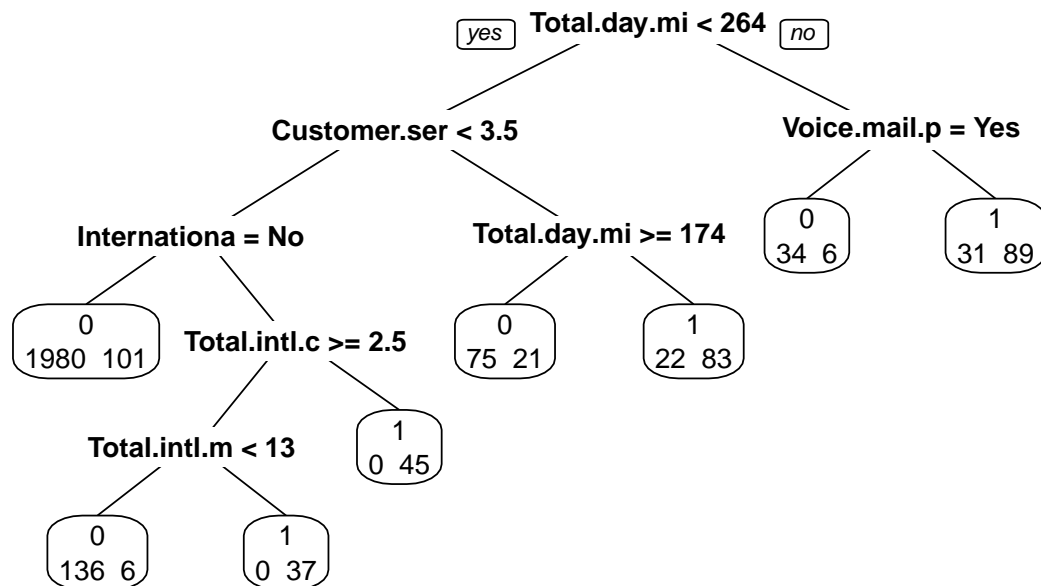 yes Total.day.mi < 264 no
Customer.ser < 3.5
Voice.mail.p = Yes
Internationa = No
Total.day.mi >= 174
0
34 6
1
31 89
0
1980 101
Total.intl.c >= 2.5
0
75 21
1
22 83
Total.intl.m < 13
1
0 45
0
136 6
1
0 37